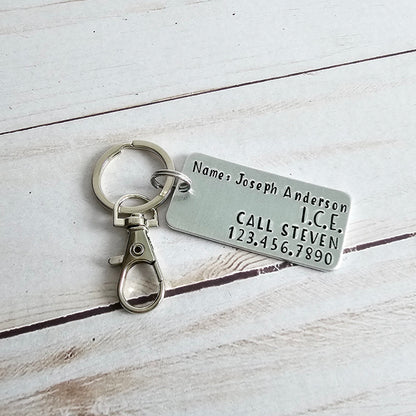 Name: Joseph Anderson
I.C.E.
CALL STEVEN
123.456.7890